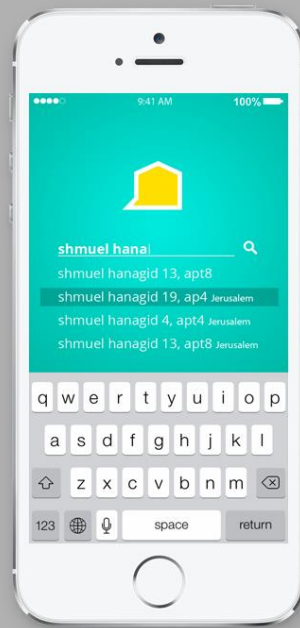 9:41 AM 100%
shmuel hana
shmuel hanagid 13, apt8
shmuel hanagid 19, ap4 Jerusalem
shmuel hanagid 4, apt4 Jerusalem
shmuel hanagid 13, apt8 Jerusalem
q w e r t y u i o p
a s d f g h j k l
z x c v b n m
123 space return